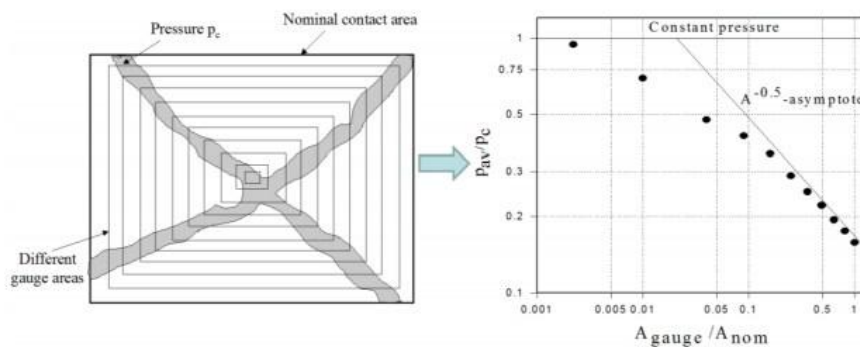 Nominal contact area
Pressure p_c
Different
gauge areas
Constant pressure
A^-0.5-asymptote
p_av/p_c
1
0.75
0.5
0.3
0.2
0.1
0.001
0.005
0.01
0.05
0.1
0.5
1
A_gauge/A_nom